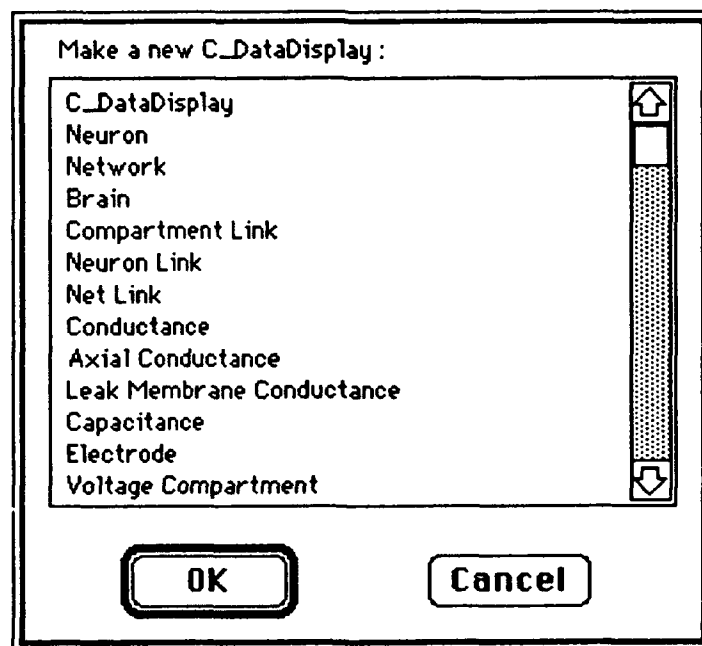 Make a new C_DataDisplay :
C_DataDisplay
Neuron
Network
Brain
Compartment Link
Neuron Link
Net Link
Conductance
Axial Conductance
Leak Membrane Conductance
Capacitance
Electrode
Voltage Compartment
OK
Cancel